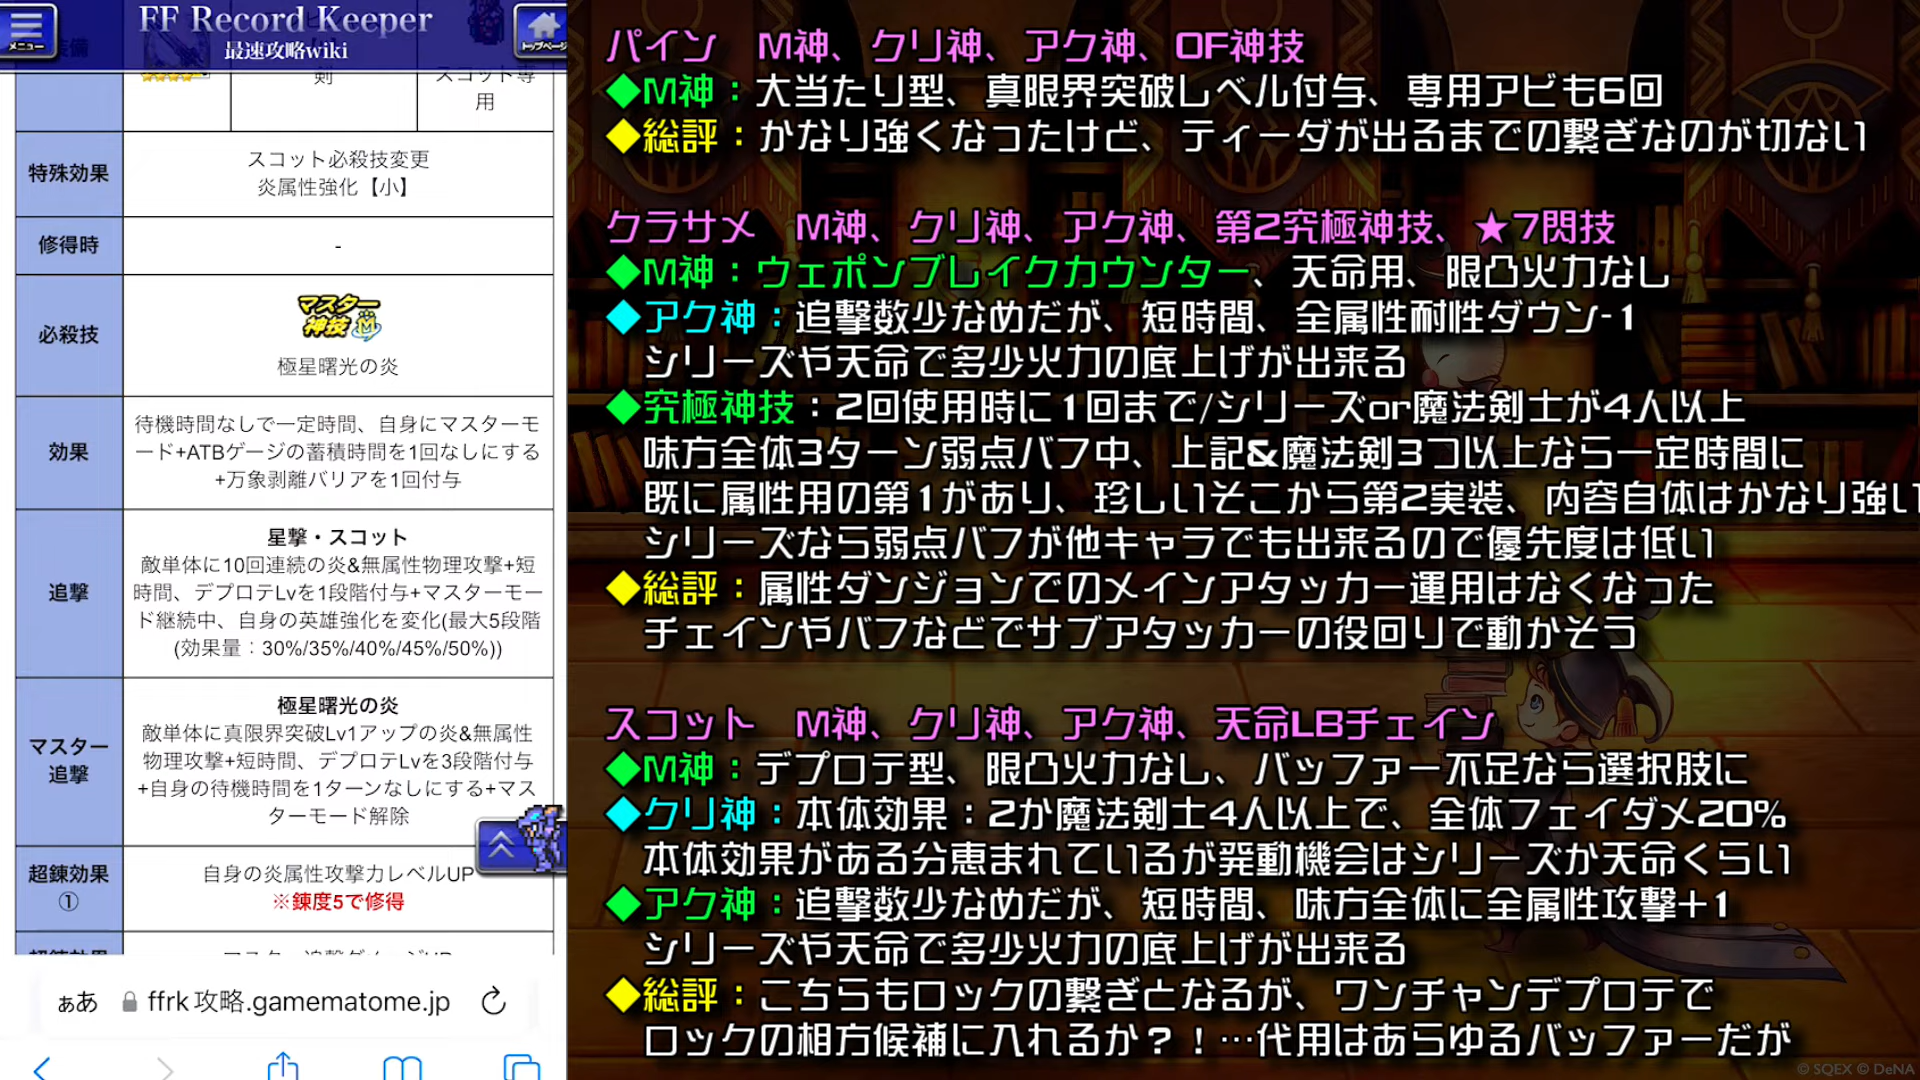 FF Record Keeper
最速攻略wiki
メニュー
トップページ
剣
スコット専
用
特殊効果
スコット必殺技変更
炎属性強化【小】
修得時
-
必殺技
マスター
神技 M
極星曙光の炎
効果
待機時間なしで一定時間、自身にマスターモ
ード+ATBゲージの蓄積時間を1回なしにする
+万象剥離バリアを1回付与
追撃
星撃・スコット
敵単体に10回連続の炎&無属性物理攻撃+短
時間、デプロテLvを1段階付与+マスターモー
ド継続中、自身の英雄強化を変化(最大5段階
(効果量：30%/35%/40%/45%/50%))
マスター
追撃
極星曙光の炎
敵単体に真限界突破Lv1アップの炎&無属性
物理攻撃+短時間、デプロテLvを3段階付与
+自身の待機時間を1ターンなしにする+マス
ターモード解除
超錬効果
①
自身の炎属性攻撃力レベルUP
※錬度5で修得
ぁあ
ffrk攻略.gamematome.jp
パイン　M神、クリ神、アク神、OF神技
◆M神：大当たり型、真限界突破レベル付与、専用アビも6回
◆総評：かなり強くなったけど、ティーダが出るまでの繋ぎなのが切ない
クラサメ　M神、クリ神、アク神、第2究極神技、★7閃技
◆M神：ウェポンブレイクカウンター、天命用、限凸火力なし
◆アク神：追撃数少なめだが、短時間、全属性耐性ダウン-1
シリーズや天命で多少火力の底上げが出来る
◆究極神技：2回使用時に1回まで/シリーズor魔法剣士が4人以上
味方全体3ターン弱点バフ中、上記&魔法剣3つ以上なら一定時間に
既に属性用の第1があり、珍しいそこから第2実装、内容自体はかなり強い
シリーズなら弱点バフが他キャラでも出来るので優先度は低い
◆総評：属性ダンジョンでのメインアタッカー運用はなくなった
チェインやバフなどでサブアタッカーの役回りで動かそう
スコット　M神、クリ神、アク神、天命LBチェイン
◆M神：デプロテ型、限凸火力なし、バッファー不足なら選択肢に
◆クリ神：本体効果：2か魔法剣士4人以上で、全体フェイダメ20%
本体効果がある分恵まれているが発動機会はシリーズか天命くらい
◆アク神：追撃数少なめだが、短時間、味方全体に全属性攻撃+1
シリーズや天命で多少火力の底上げが出来る
◆総評：こちらもロックの繋ぎとなるが、ワンチャンデプロテで
ロックの相方候補に入れるか？！…代用はあらゆるバッファーだが
© SQEX © DeNA